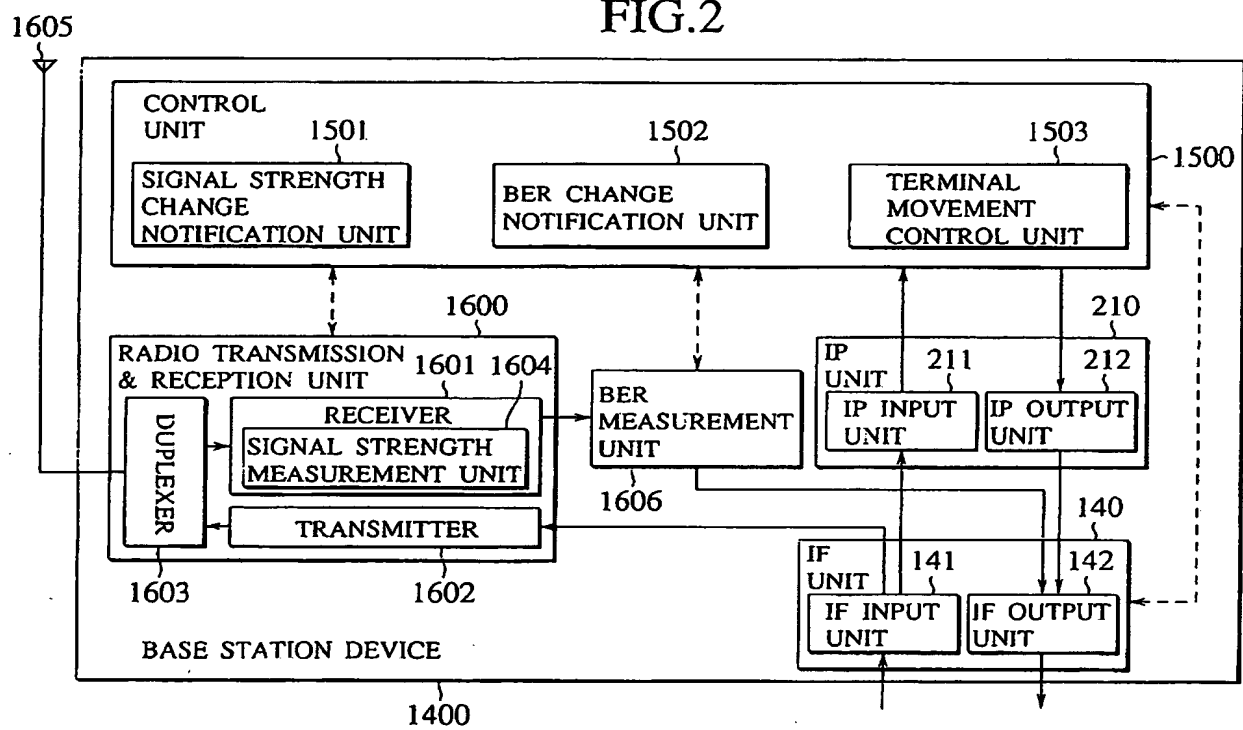 FIG.2
1605
CONTROL
UNIT
1501
1502
1503
1500
SIGNAL STRENGTH
CHANGE
NOTIFICATION UNIT
BER CHANGE
NOTIFICATION UNIT
TERMINAL
MOVEMENT
CONTROL UNIT
1600
210
RADIO TRANSMISSION
& RECEPTION UNIT
1601
1604
RECEIVER
SIGNAL STRENGTH
MEASUREMENT UNIT
DUPLEXER
TRANSMITTER
1603
1602
BER
MEASUREMENT
UNIT
1606
IP
UNIT
211
212
IP INPUT
UNIT
IP OUTPUT
UNIT
140
IF
UNIT
141
142
IF INPUT
UNIT
IF OUTPUT
UNIT
BASE STATION DEVICE
1400